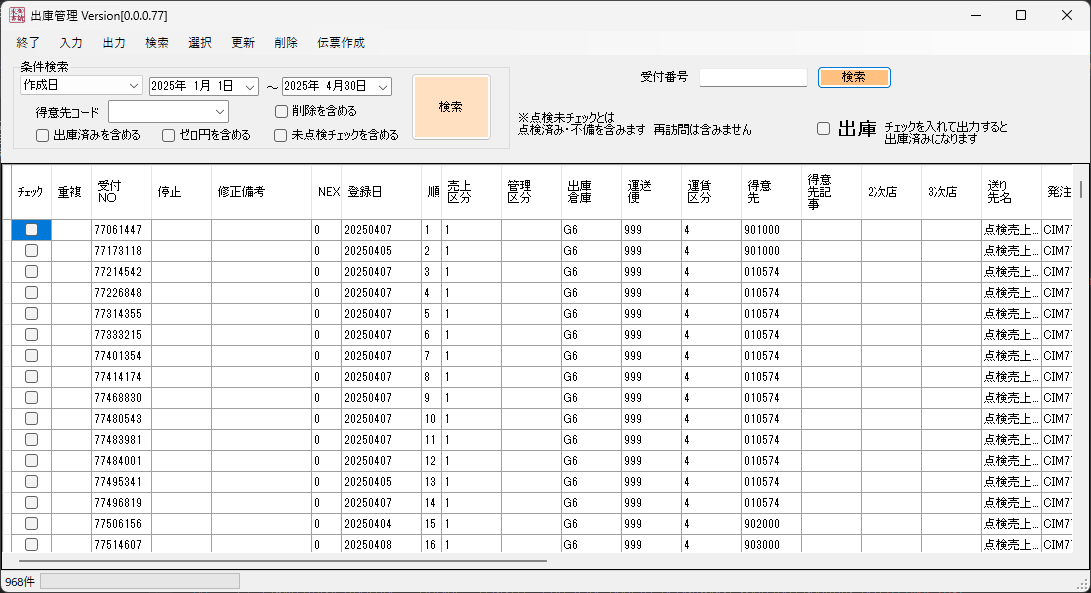 出庫管理 Version[0.0.0.77]
終了 入力 出力 検索 選択 更新 削除 伝票作成
条件検索
作成日 2025年 1月 1日 ～ 2025年 4月30日
得意先コード
削除を含める
出庫済みを含める ゼロ円を含める 未点検チェックを含める
検索
受付番号 検索
※点検未チェックとは
点検済み・不備を含みます 再訪問は含みません
出庫 チェックを入れて出力すると
出庫済みになります
チェック 重複 受付NO 停止 修正備考 NEX 登録日 順 売上区分 管理区分 出庫倉庫 運送便 運賃区分 得意先 得意先記事 2次店 3次店 送り先名 発注
77061447 0 20250407 1 1 G6 999 4 901000 点検売上... CIM7
77173118 0 20250405 2 1 G6 999 4 901000 点検売上... CIM7
77214542 0 20250407 3 1 G6 999 4 010574 点検売上... CIM7
77226848 0 20250407 4 1 G6 999 4 010574 点検売上... CIM7
77314355 0 20250407 5 1 G6 999 4 010574 点検売上... CIM7
77333215 0 20250407 6 1 G6 999 4 010574 点検売上... CIM7
77401354 0 20250407 7 1 G6 999 4 010574 点検売上... CIM7
77414174 0 20250407 8 1 G6 999 4 010574 点検売上... CIM7
77468830 0 20250407 9 1 G6 999 4 010574 点検売上... CIM7
77480543 0 20250407 10 1 G6 999 4 010574 点検売上... CIM7
77483981 0 20250407 11 1 G6 999 4 010574 点検売上... CIM7
77484001 0 20250407 12 1 G6 999 4 010574 点検売上... CIM7
77495341 0 20250405 13 1 G6 999 4 010574 点検売上... CIM7
77496819 0 20250407 14 1 G6 999 4 010574 点検売上... CIM7
77506156 0 20250404 15 1 G6 999 4 902000 点検売上... CIM7
77514607 0 20250408 16 1 G6 999 4 903000 点検売上... CIM7
968件